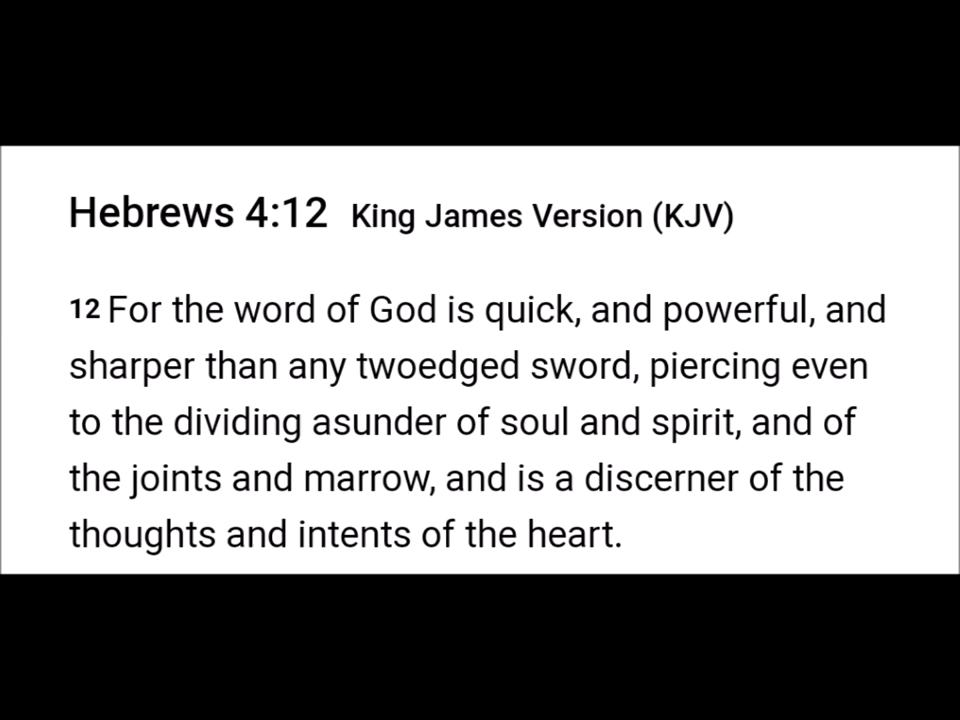 Hebrews 4:12 King James Version (KJV)
12 For the word of God is quick, and powerful, and
sharper than any twoedged sword, piercing even
to the dividing asunder of soul and spirit, and of
the joints and marrow, and is a discerner of the
thoughts and intents of the heart.